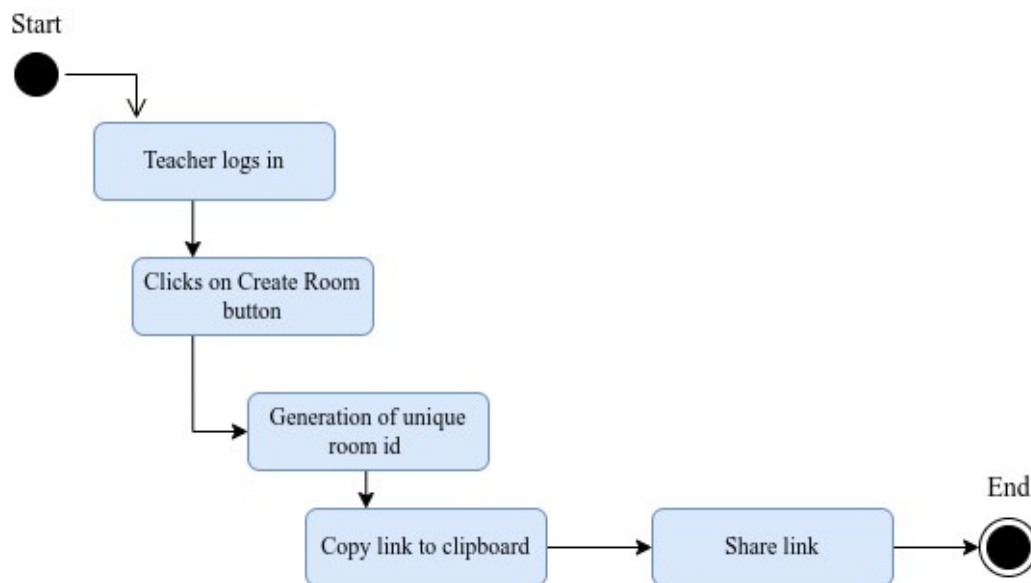 Start
Teacher logs in
Clicks on Create Room
button
Generation of unique
room id
Copy link to clipboard
Share link
End